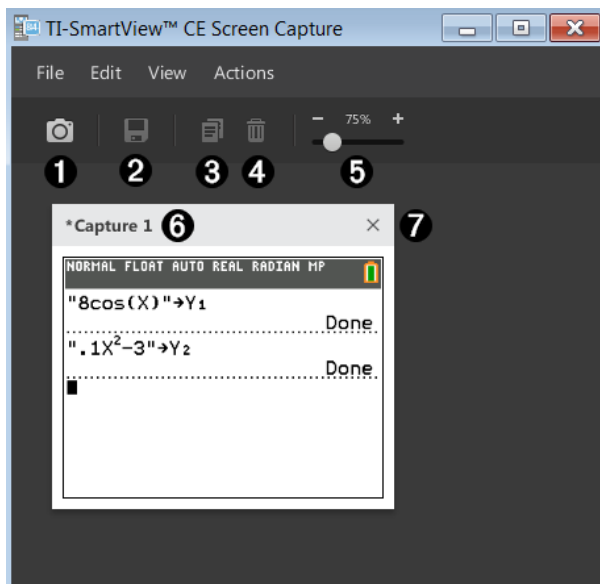 84 TI-SmartView™ CE Screen Capture
File Edit View Actions
− 75% +
1 2 3 4 5
*Capture 1 6 × 7
NORMAL FLOAT AUTO REAL RADIAN MP
"8cos(X)"→Y₁
Done
".1X²−3"→Y₂
Done